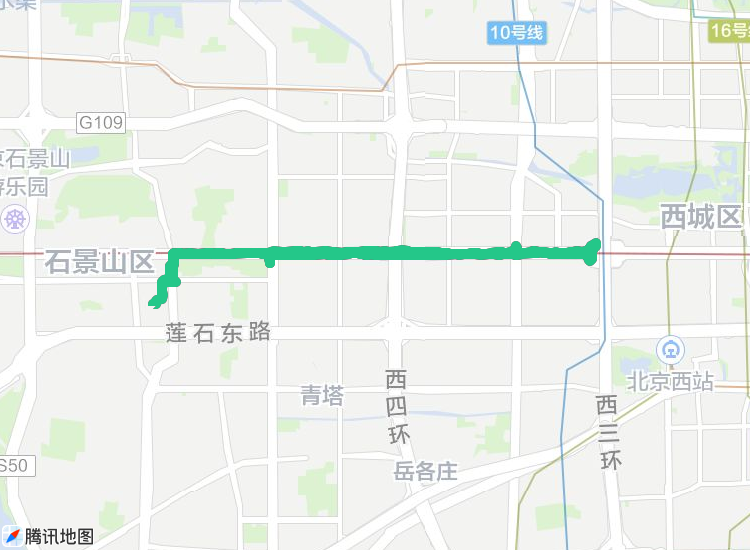 10号线
16号
G109
石景山
乐园
西城区
石景山区
莲石东路
北京西站
西四环
青塔
西三环
岳各庄
S50
腾讯地图